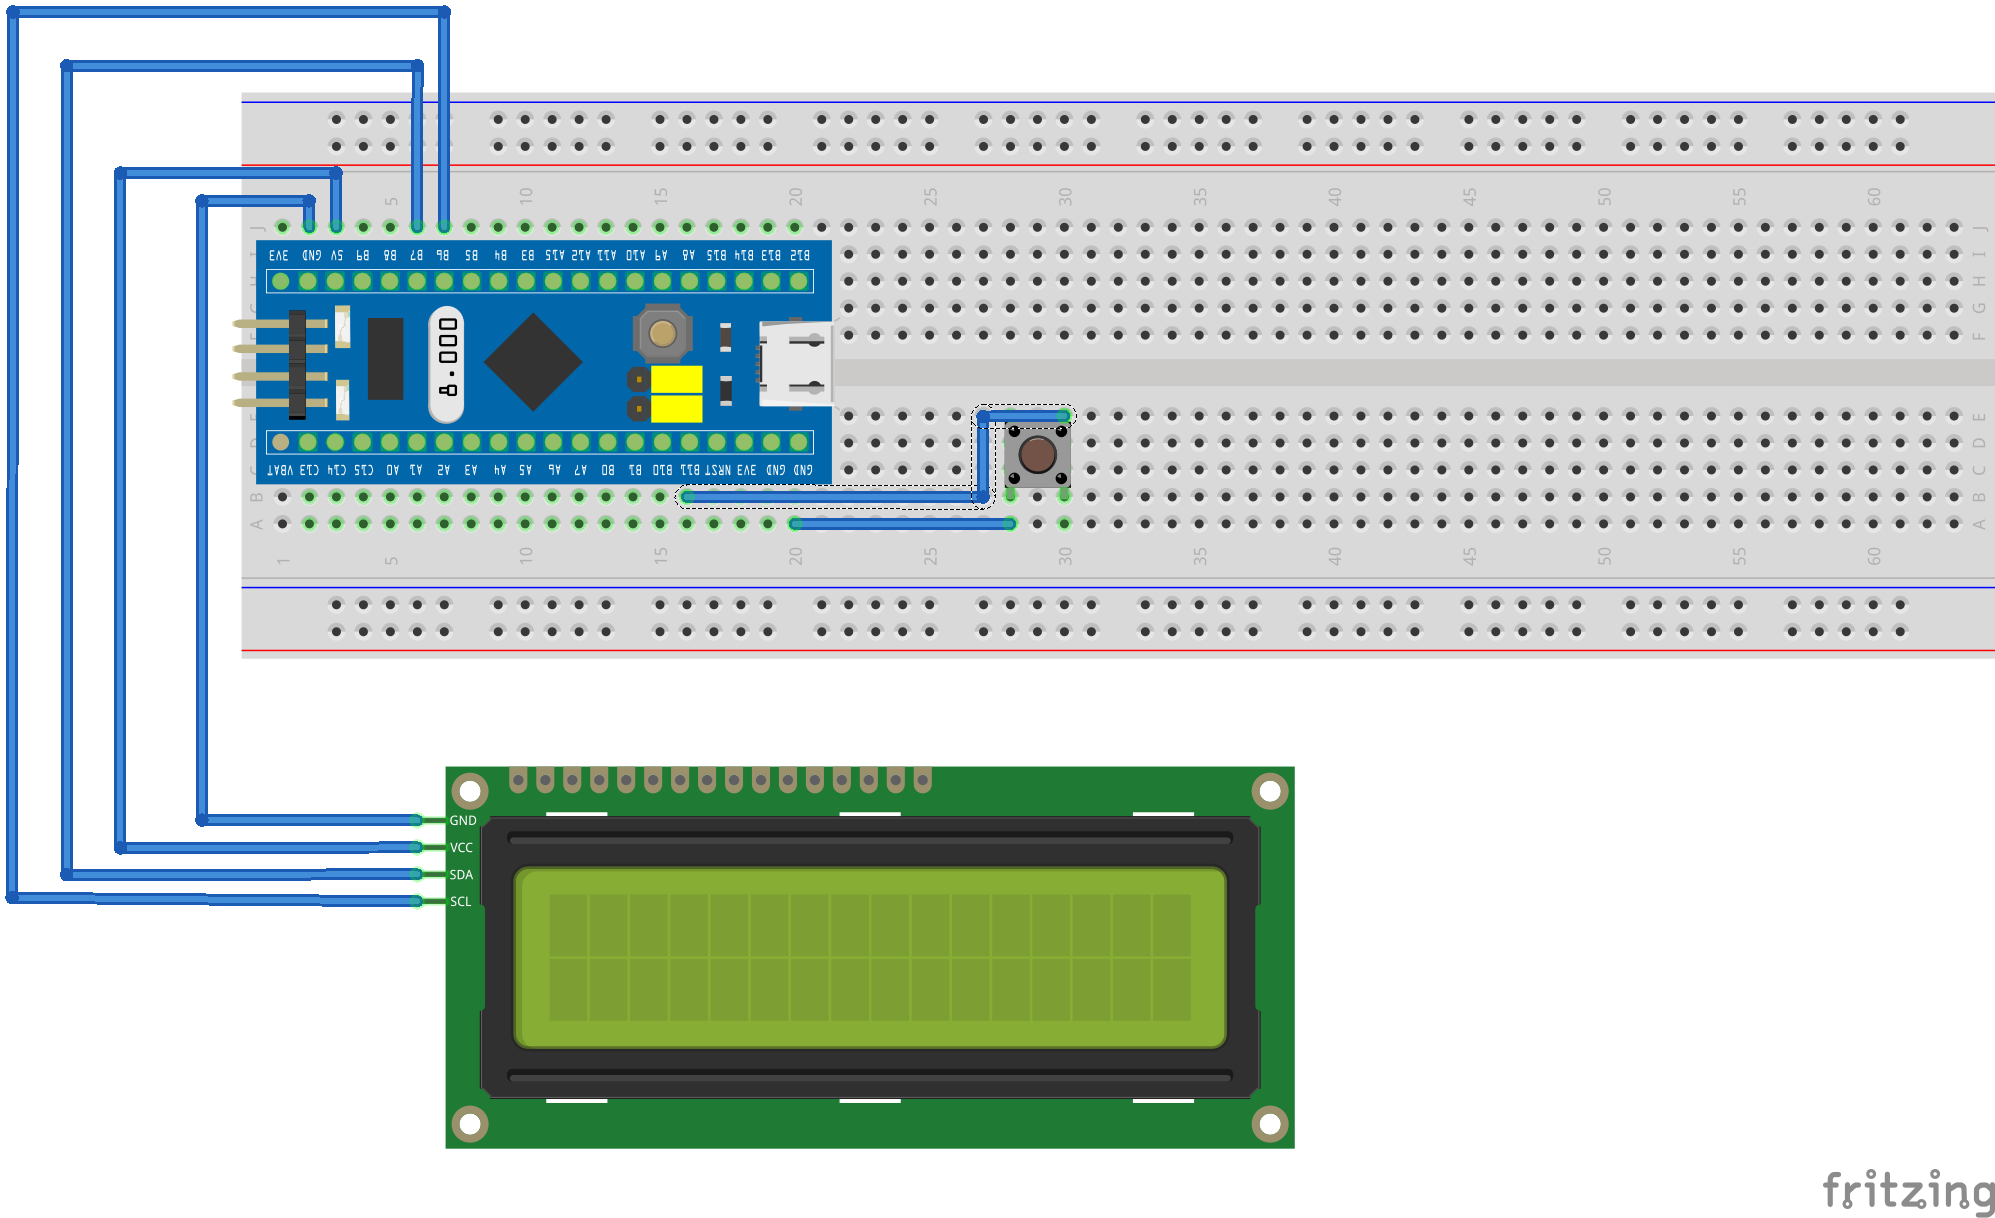 5 10 15 20 25 30 35 40 45 50 55 60
J J
3V3 GND 5V B9 B8 B7 B6 B5 B4 B3 A15 A12 A11 A10 A9 A8 B15 B14 B13 B12
I
H
G
F
8.000
E
D
C
VBAT C13 C14 C15 A0 A1 A2 A3 A4 A5 A6 A7 B0 B1 B10 B11 NRST 3V3 GND GND
B B
A A
1 5 10 15 20 25 30 35 40 45 50 55 60
GND
VCC
SDA
SCL
fritzing